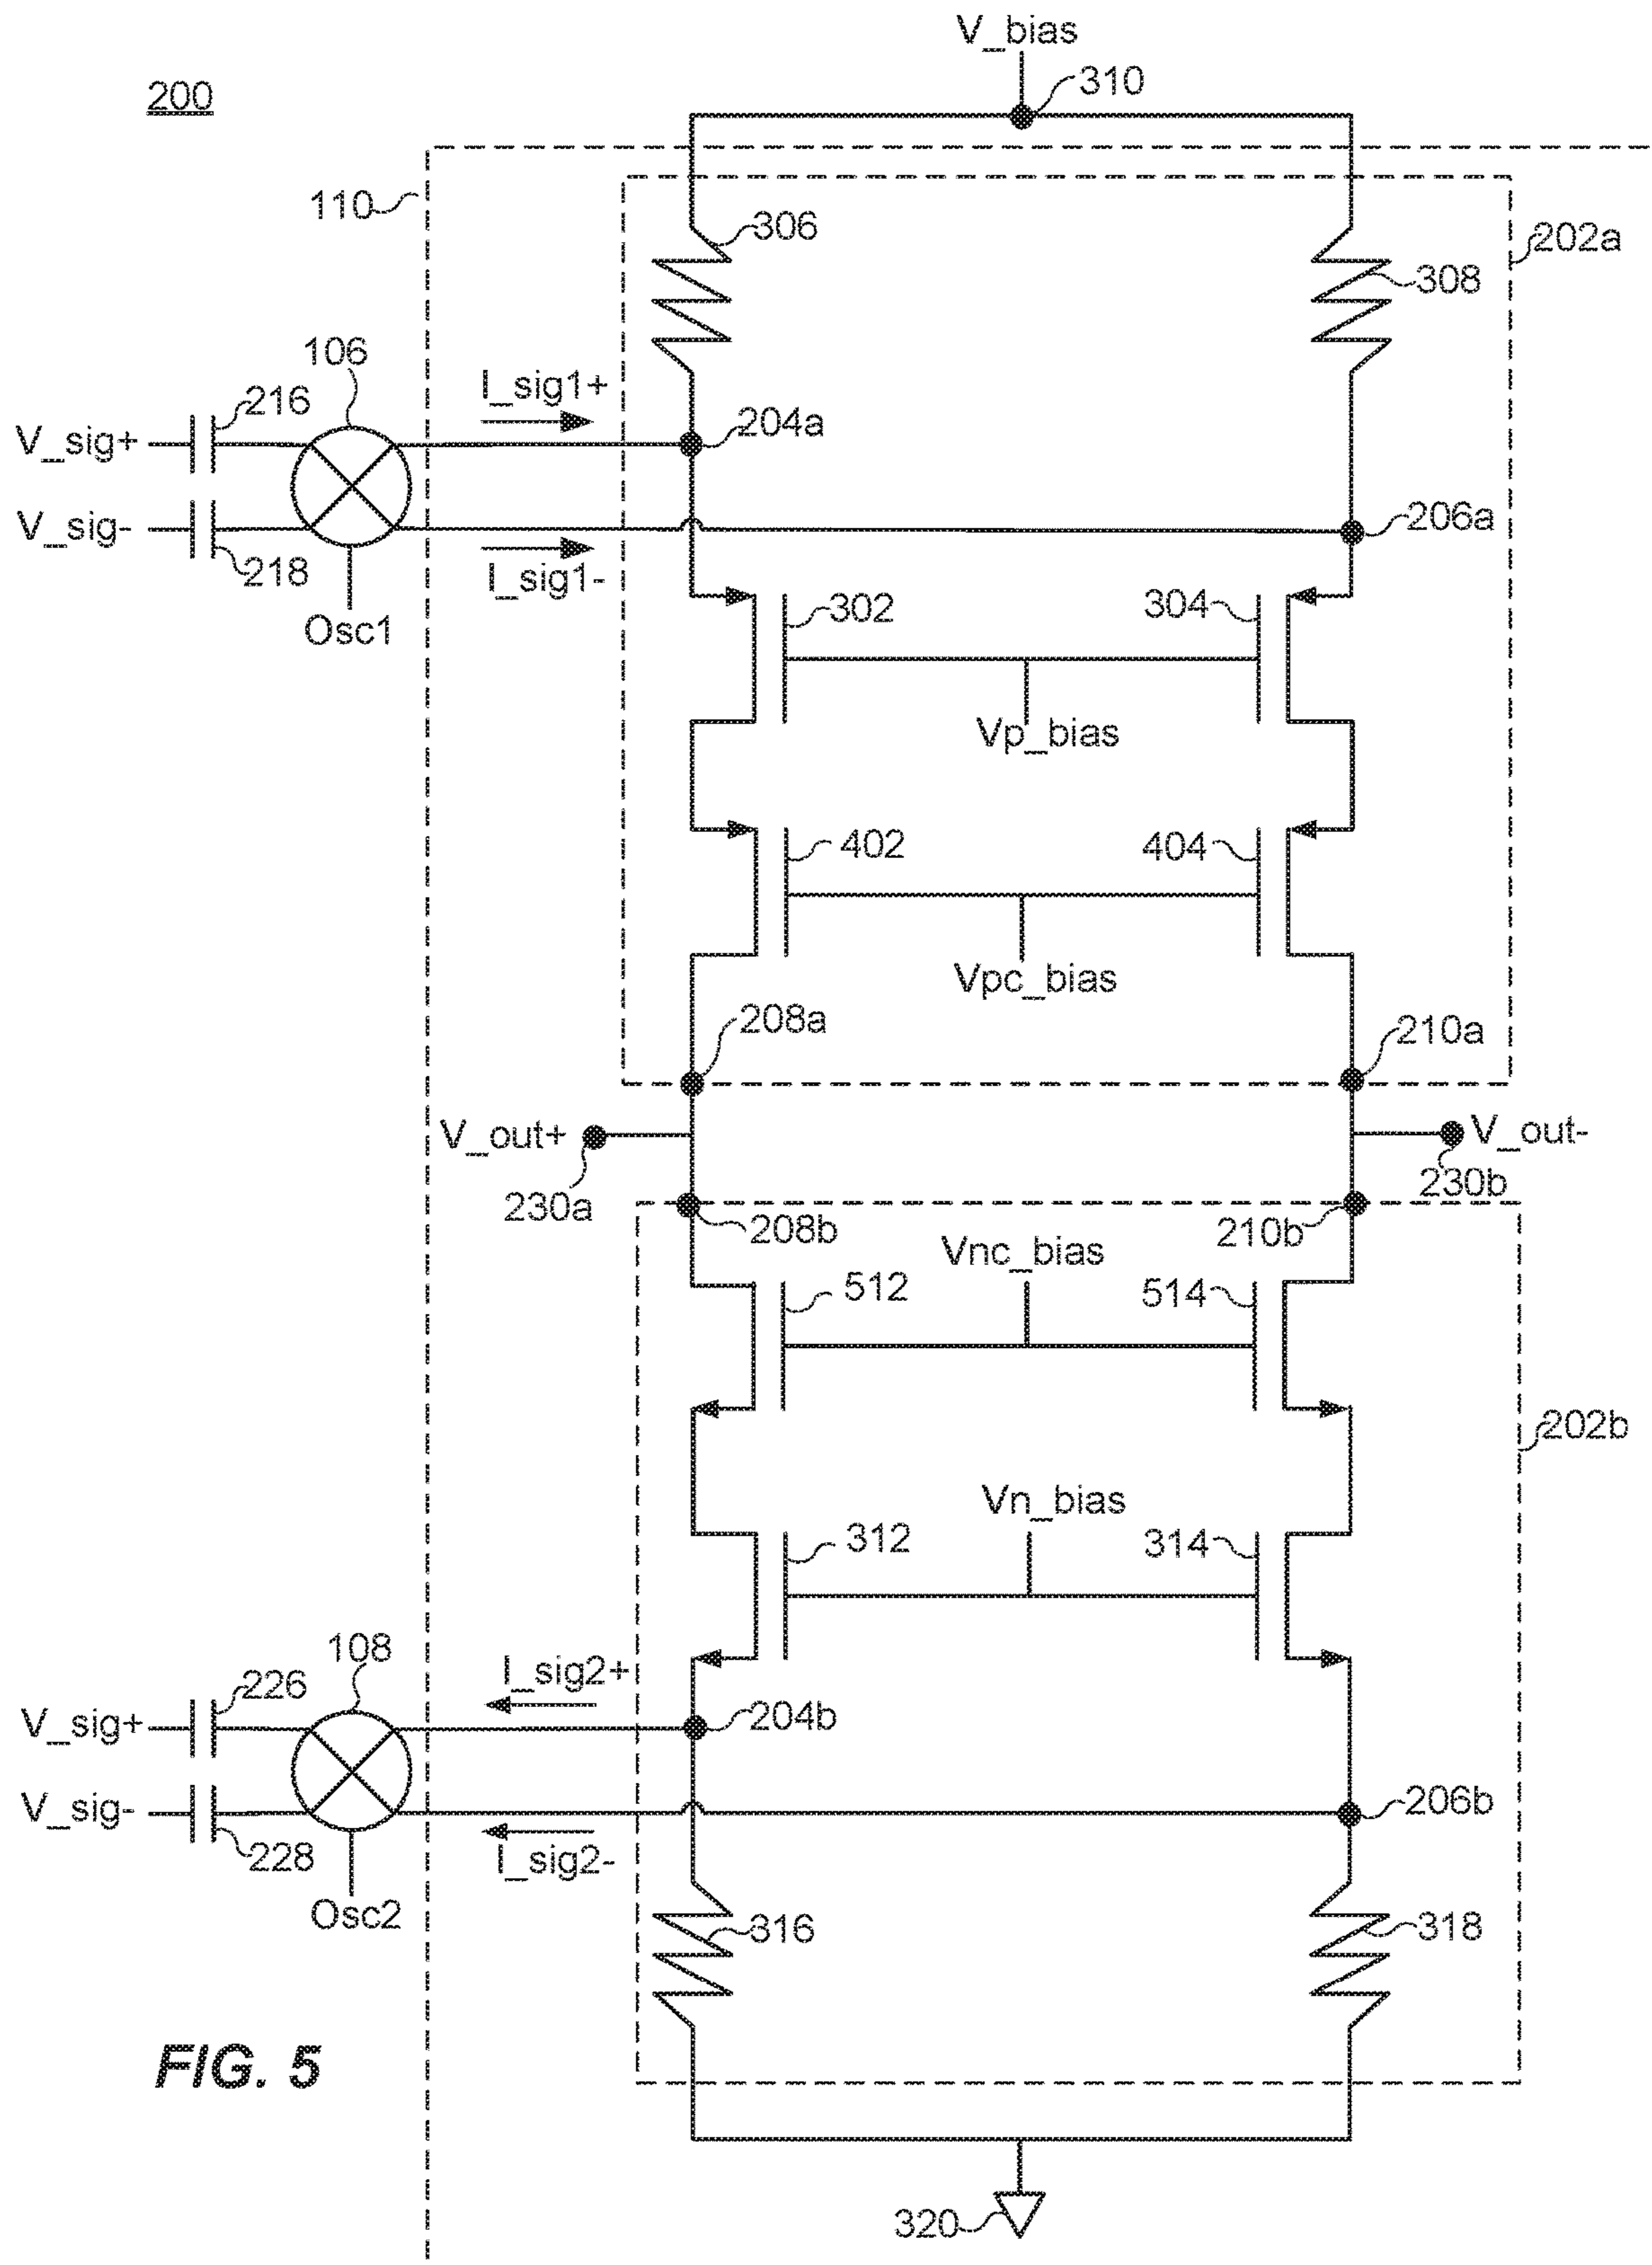 V_bias
310
200
110
306
202a
308
106
I_sig1+
216
204a
V_sig+
V_sig-
206a
218
I_sig1-
302
304
Osc1
Vp_bias
402
404
Vpc_bias
208a
210a
V_out+
V_out-
230a
230b
208b
210b
Vnc_bias
512
514
202b
Vn_bias
312
314
108
I_sig2+
226
204b
V_sig+
V_sig-
206b
228
I_sig2-
Osc2
316
318
FIG. 5
320